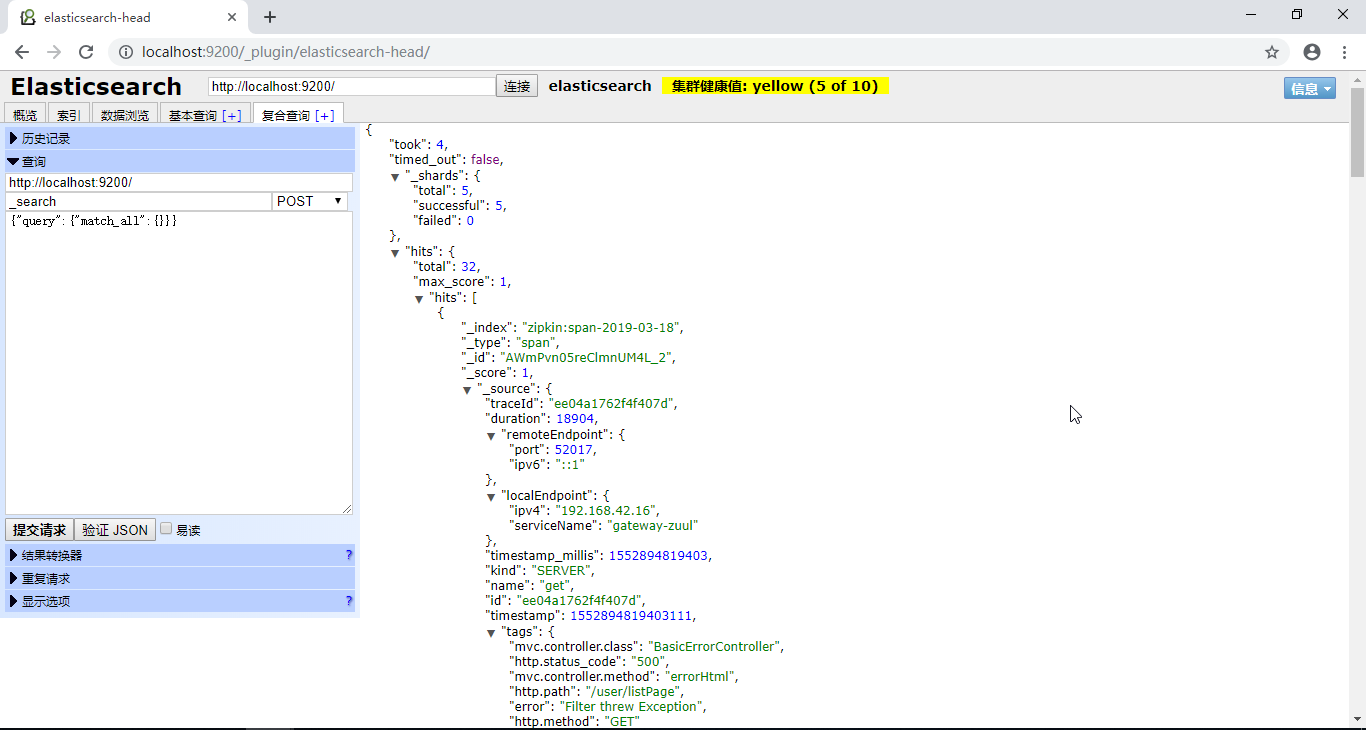 elasticsearch-head
localhost:9200/_plugin/elasticsearch-head/
Elasticsearch http://localhost:9200/ 连接 elasticsearch 集群健康值: yellow (5 of 10) 信息
概览 索引 数据浏览 基本查询 [+] 复合查询 [+]
历史记录
查询
http://localhost:9200/
_search POST
{"query":{"match_all":{}}}
提交请求 验证 JSON 易读
结果转换器 ?
重复请求
显示选项 ?
{
"took": 4,
"timed_out": false,
"_shards": {
"total": 5,
"successful": 5,
"failed": 0
},
"hits": {
"total": 32,
"max_score": 1,
"hits": [
{
"_index": "zipkin:span-2019-03-18",
"_type": "span",
"_id": "AWmPvn05reClmnUM4L_2",
"_score": 1,
"_source": {
"traceId": "ee04a1762f4f407d",
"duration": 18904,
"remoteEndpoint": {
"port": 52017,
"ipv6": "::1"
},
"localEndpoint": {
"ipv4": "192.168.42.16",
"serviceName": "gateway-zuul"
},
"timestamp_millis": 1552894819403,
"kind": "SERVER",
"name": "get",
"id": "ee04a1762f4f407d",
"timestamp": 1552894819403111,
"tags": {
"mvc.controller.class": "BasicErrorController",
"http.status_code": "500",
"mvc.controller.method": "errorHtml",
"http.path": "/user/listPage",
"error": "Filter threw Exception",
"http.method": "GET"